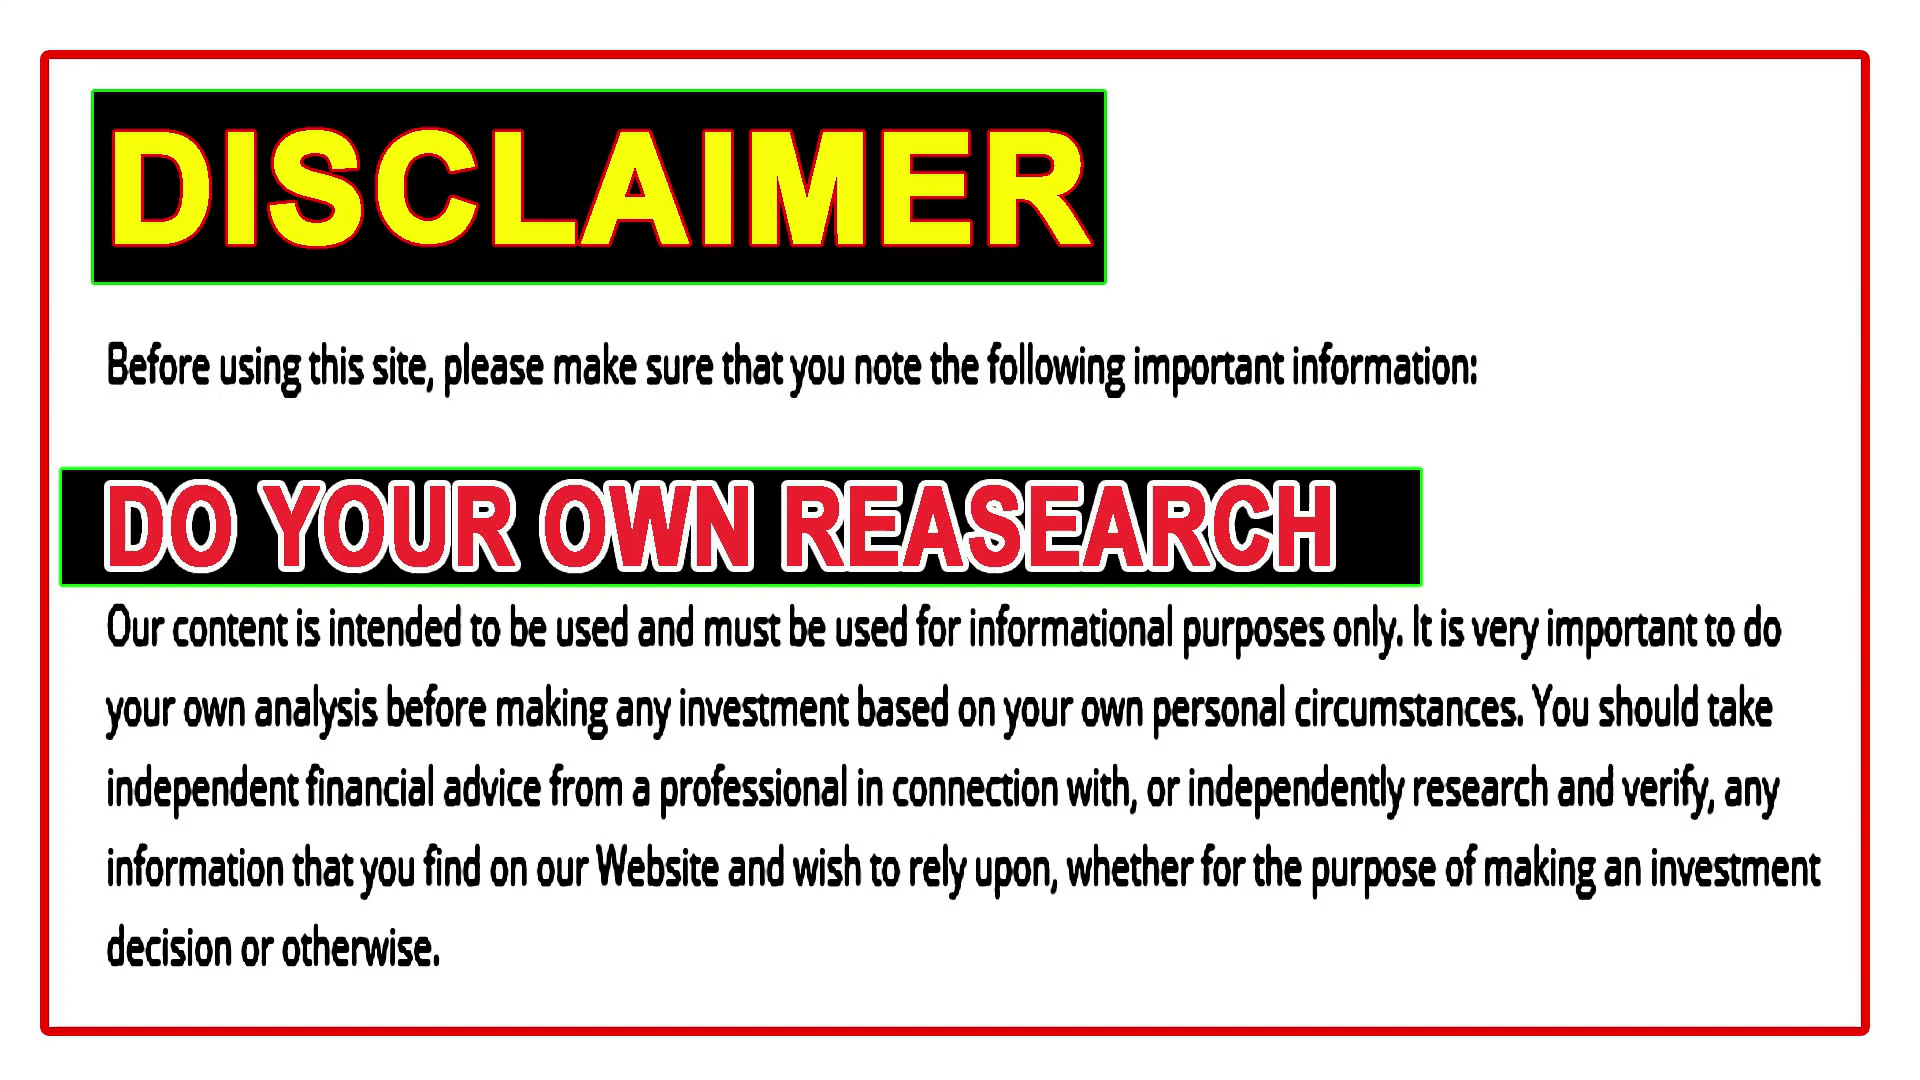 DISCLAIMER
Before using this site, please make sure that you note the following important information:
DO YOUR OWN REASEARCH
Our content is intended to be used and must be used for informational purposes only. It is very important to do
your own analysis before making any investment based on your own personal circumstances. You should take
independent financial advice from a professional in connection with, or independently research and verify, any
information that you find on our Website and wish to rely upon, whether for the purpose of making an investment
decision or otherwise.